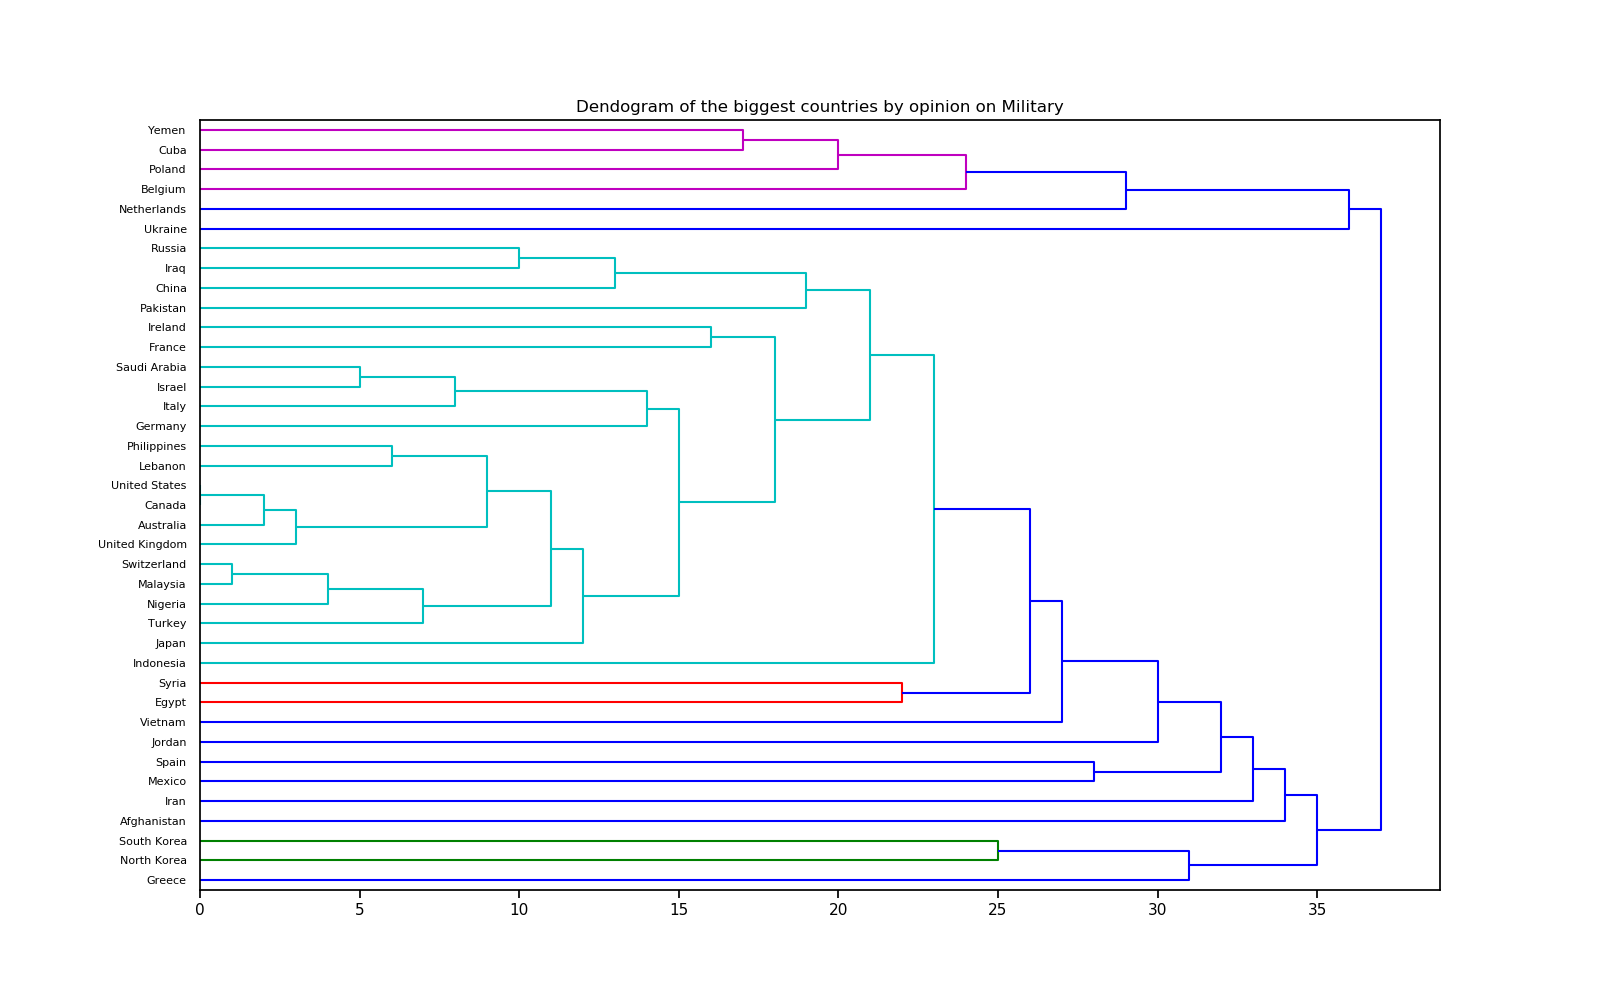 Dendogram of the biggest countries by opinion on Military
Yemen
Cuba
Poland
Belgium
Netherlands
Ukraine
Russia
Iraq
China
Pakistan
Ireland
France
Saudi Arabia
Israel
Italy
Germany
Philippines
Lebanon
United States
Canada
Australia
United Kingdom
Switzerland
Malaysia
Nigeria
Turkey
Japan
Indonesia
Syria
Egypt
Vietnam
Jordan
Spain
Mexico
Iran
Afghanistan
South Korea
North Korea
Greece
0 5 10 15 20 25 30 35